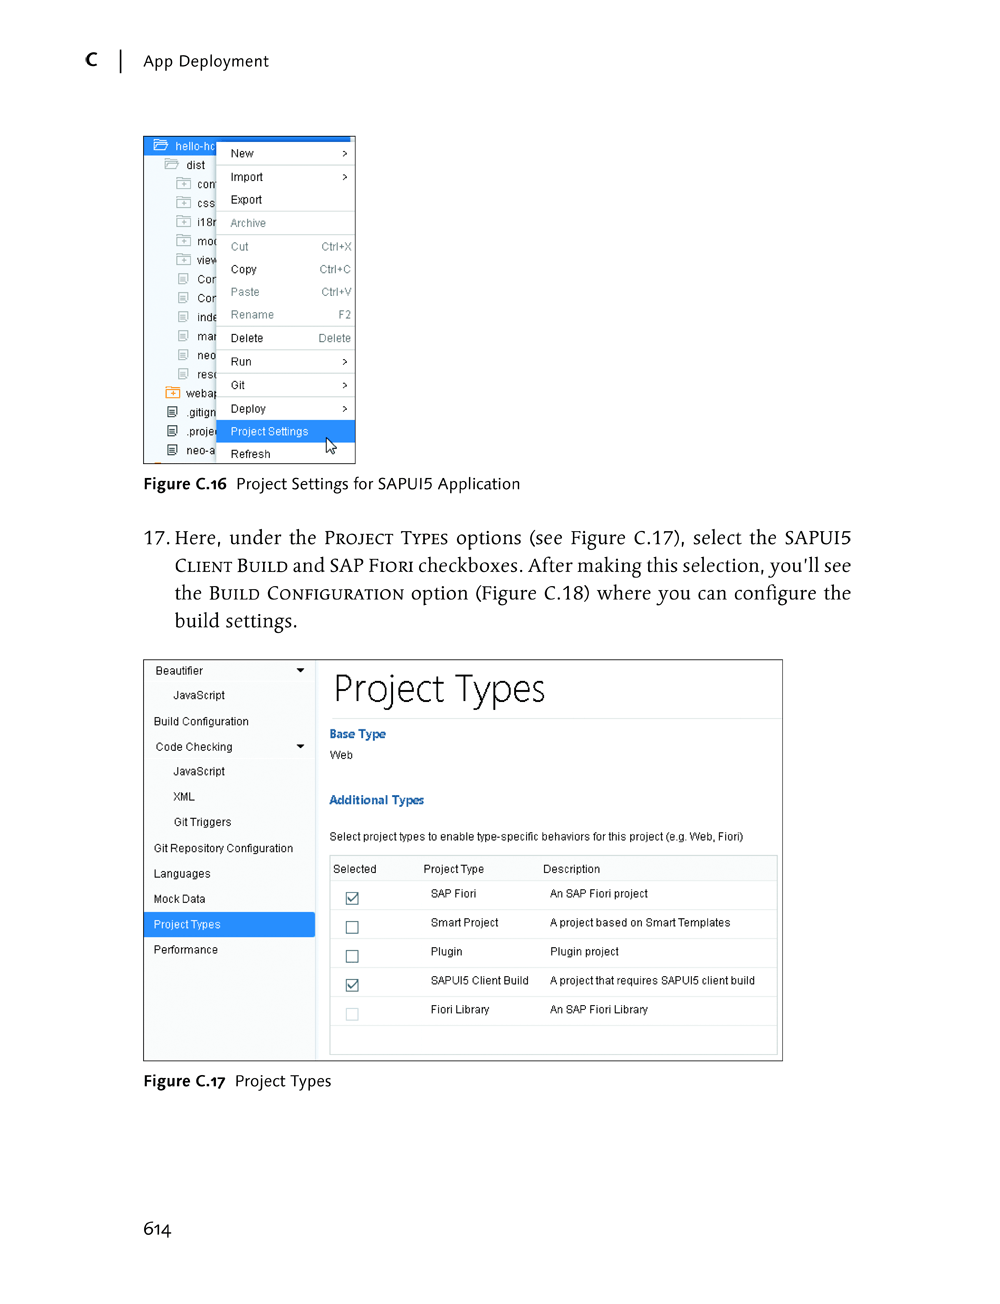 C | App Deployment
hello-hc
dist
con
css
i18r
mod
view
Cor
Cor
inde
mar
neo
reso
webap
.gitign
.projec
neo-a
New >
Import >
Export
Archive
Cut Ctrl+X
Copy Ctrl+C
Paste Ctrl+V
Rename F2
Delete Delete
Run >
Git >
Deploy >
Project Settings
Refresh
Figure C.16 Project Settings for SAPUI5 Application
17. Here, under the Project Types options (see Figure C.17), select the SAPUI5
Client Build and SAP Fiori checkboxes. After making this selection, you'll see
the Build Configuration option (Figure C.18) where you can configure the
build settings.
Beautifier
JavaScript
Build Configuration
Code Checking
JavaScript
XML
Git Triggers
Git Repository Configuration
Languages
Mock Data
Project Types
Performance
Project Types
Base Type
Web
Additional Types
Select project types to enable type-specific behaviors for this project (e.g. Web, Fiori)
Selected Project Type Description
SAP Fiori An SAP Fiori project
Smart Project A project based on Smart Templates
Plugin Plugin project
SAPUI5 Client Build A project that requires SAPUI5 client build
Fiori Library An SAP Fiori Library
Figure C.17 Project Types
614